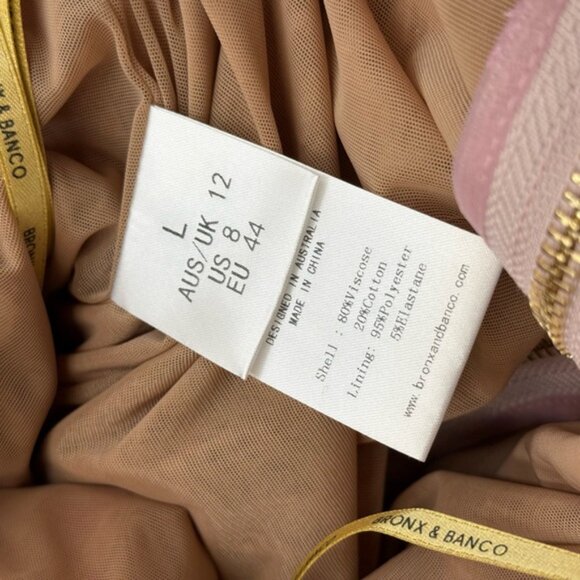 X & BANCO
BRONX
L
AUS/UK 12
US 8
EU 44
DESIGNED IN AUSTRALIA
MADE IN CHINA
Shell : 80%Viscose
20%Cotton
Lining: 95%Polyester
5%Elastane
www.bronxandbanco.com
BRONX & BANCO